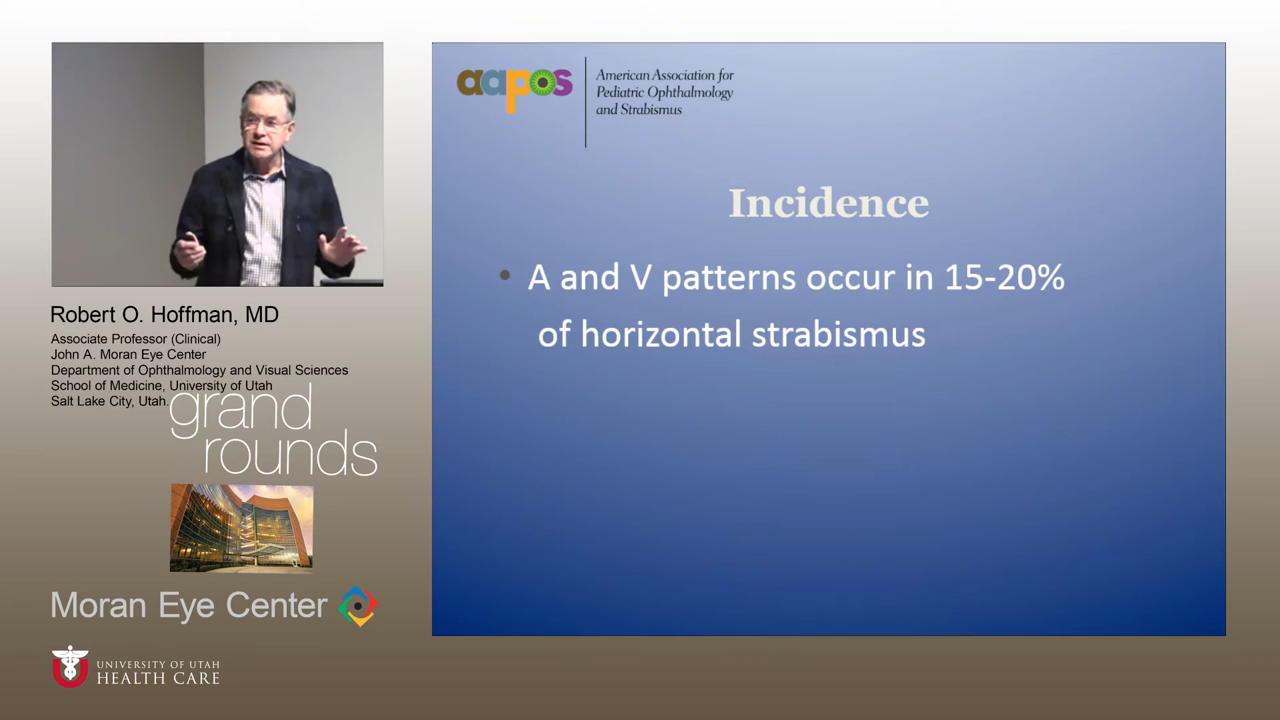 Robert O. Hoffman, MD
Associate Professor (Clinical)
John A. Moran Eye Center
Department of Ophthalmology and Visual Sciences
School of Medicine, University of Utah
Salt Lake City, Utah.
grand
rounds
Moran Eye Center
UNIVERSITY OF UTAH
HEALTH CARE
aapos
American Association for
Pediatric Ophthalmology
and Strabismus
Incidence
• A and V patterns occur in 15-20%
of horizontal strabismus